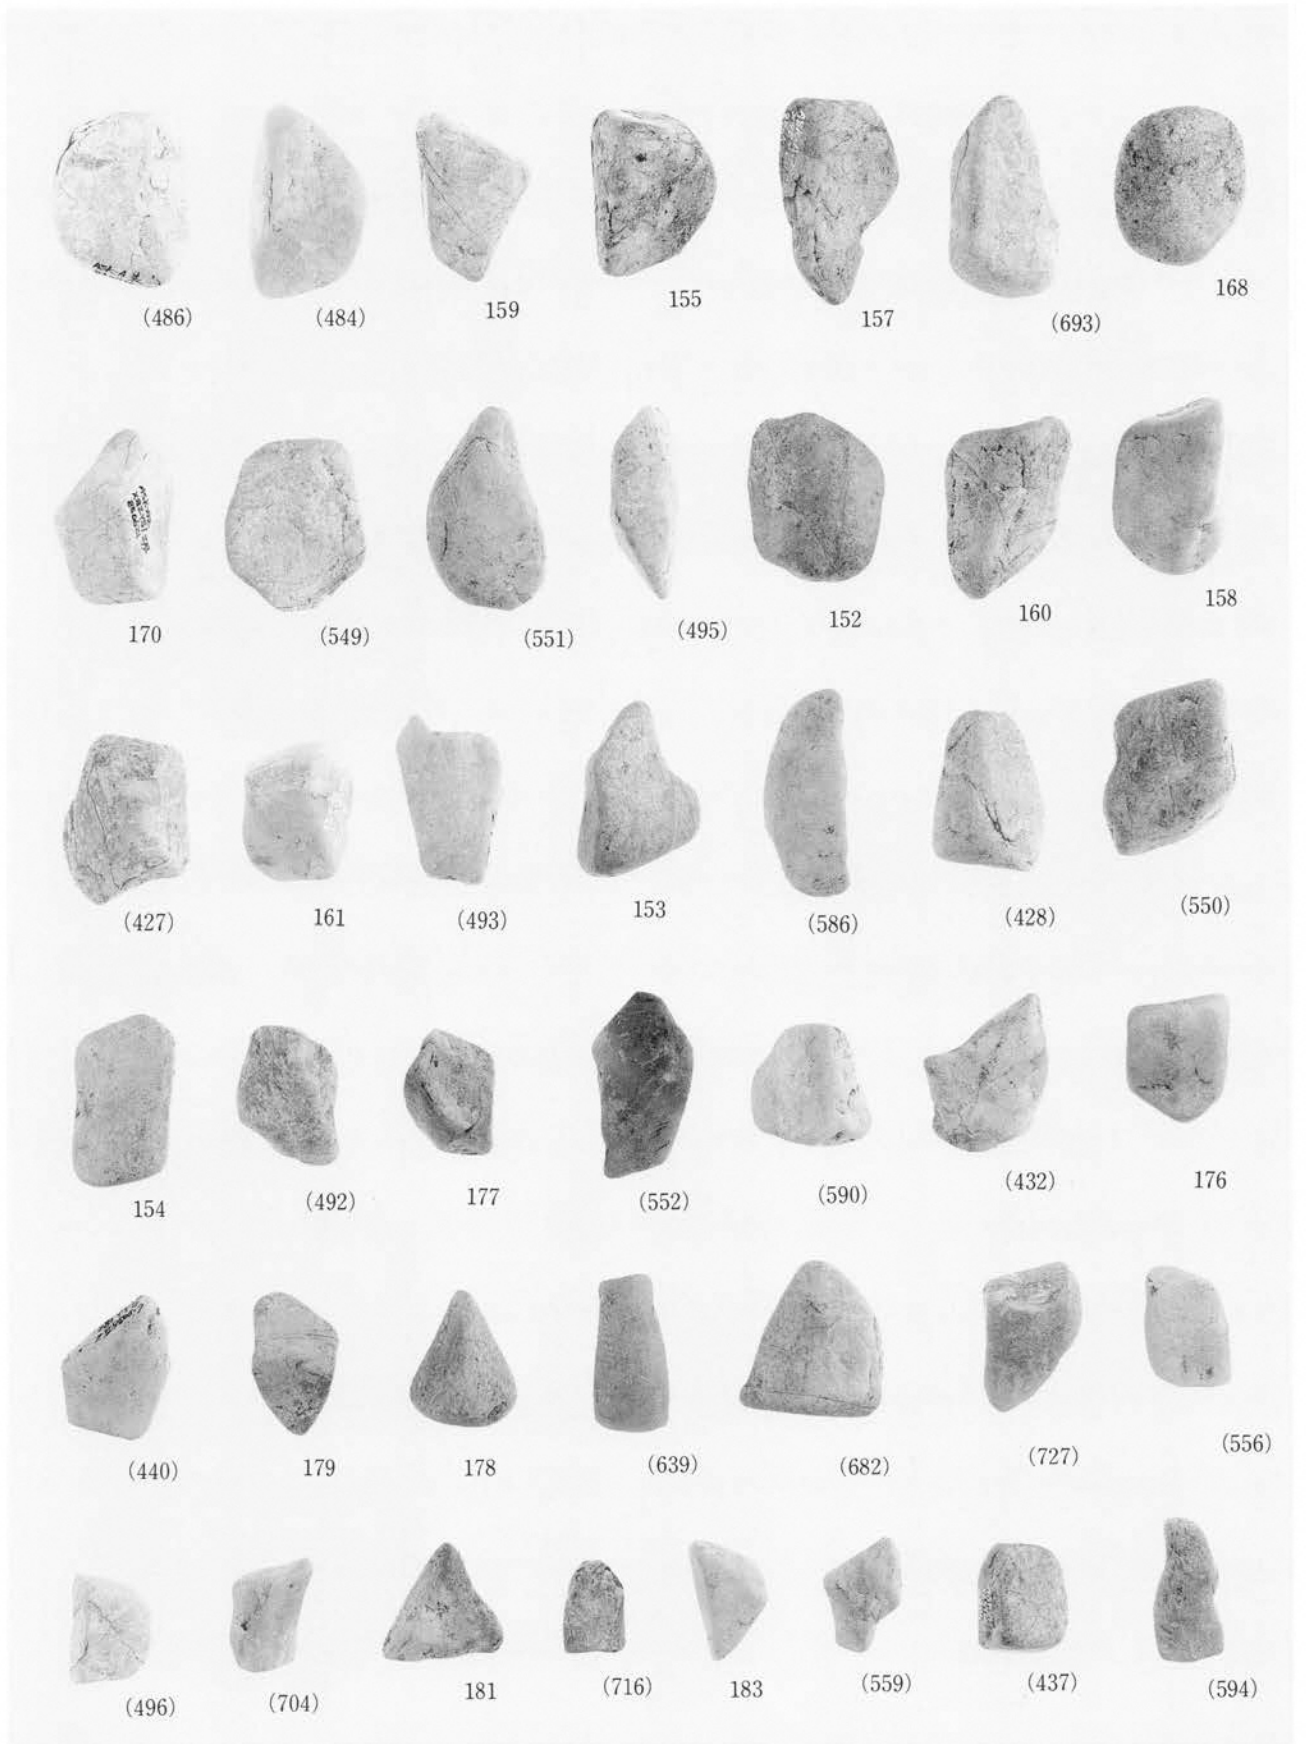 (486) (484) 159 155 157 (693) 168
170 (549) (551) (495) 152 160 158
(427) 161 (493) 153 (586) (428) (550)
154 (492) 177 (552) (590) (432) 176
(440) 179 178 (639) (682) (727) (556)
(496) (704) 181 (716) 183 (559) (437) (594)